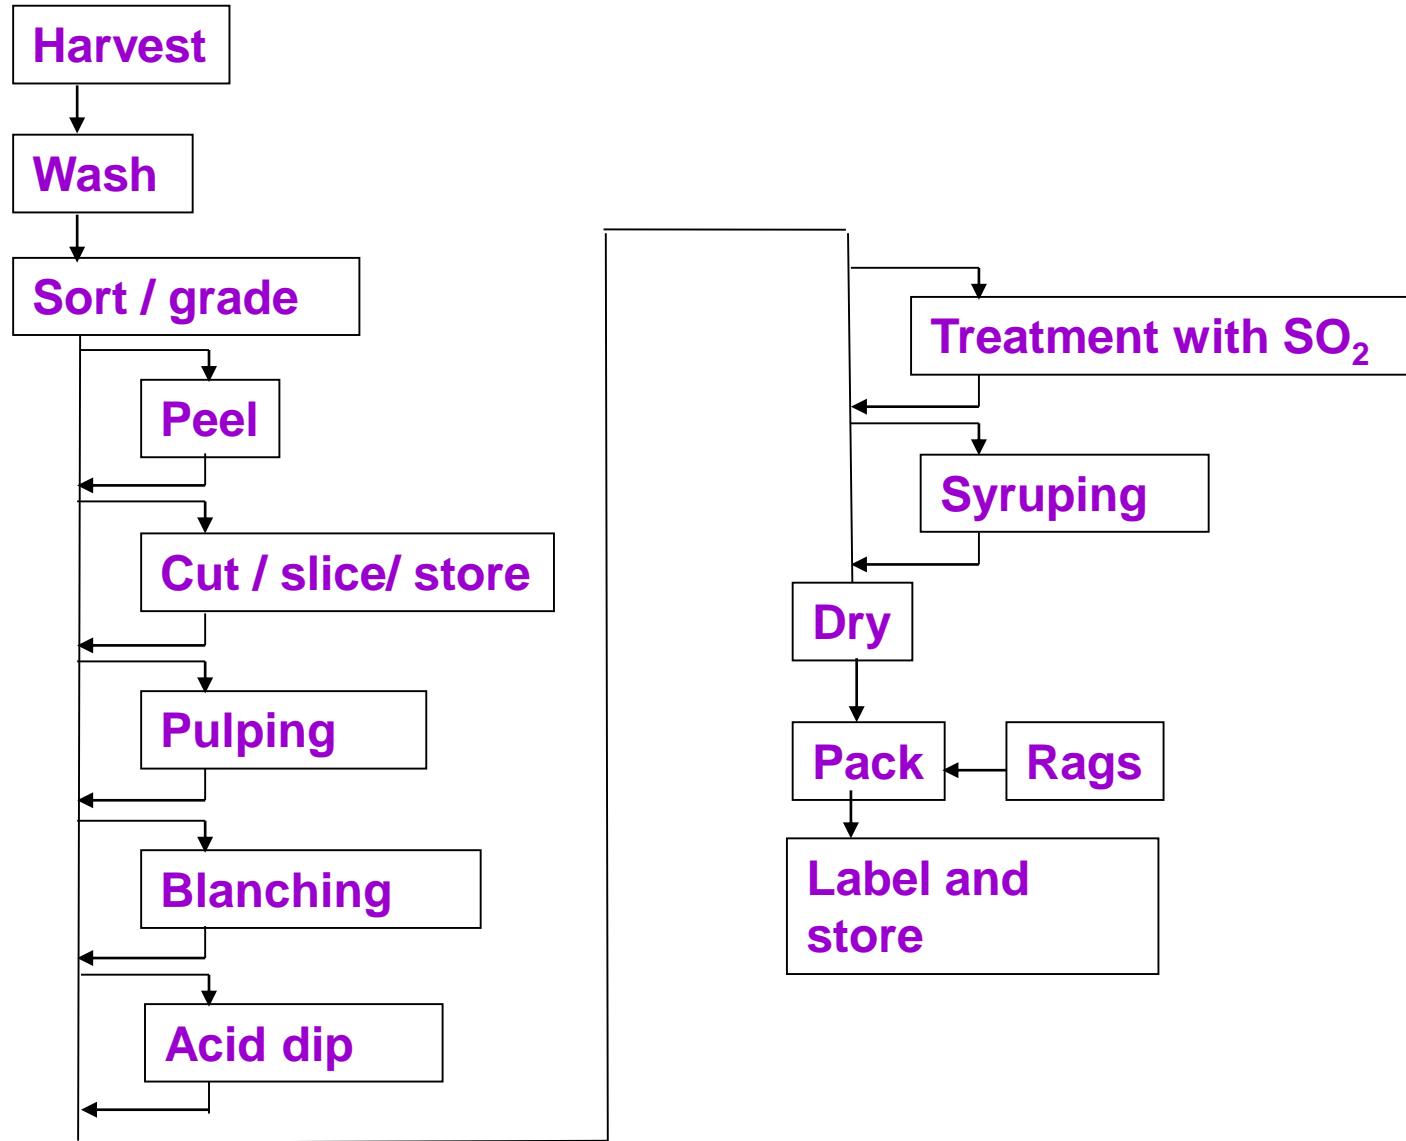 Harvest
Wash
Sort / grade
Peel
Cut / slice/ store
Pulping
Blanching
Acid dip
Treatment with SO₂
Syruping
Dry
Pack
Rags
Label and
store